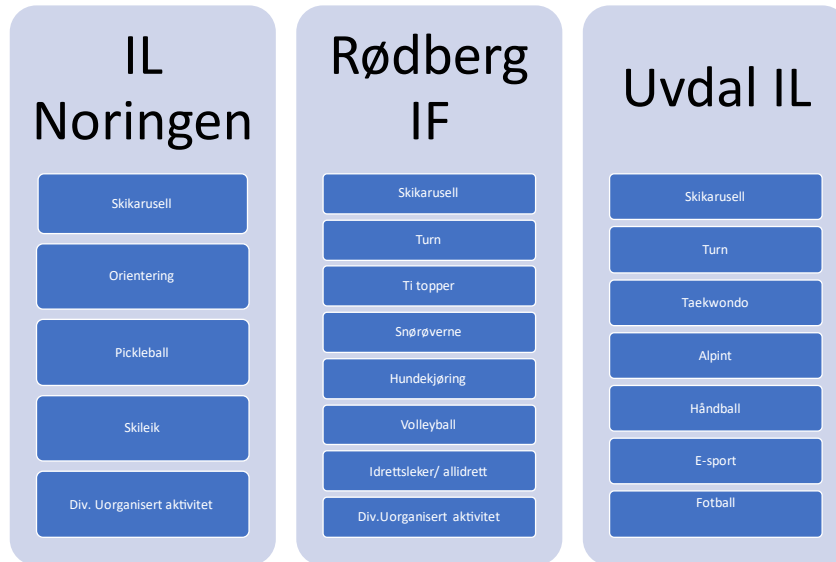 IL
Noringen
Skikarusell
Orientering
Pickleball
Skileik
Div. Uorganisert aktivitet
Rødberg
IF
Skikarusell
Turn
Ti topper
Snørøverne
Hundekjøring
Volleyball
Idrettsleker/ allidrett
Div.Uorganisert aktivitet
Uvdal IL
Skikarusell
Turn
Taekwondo
Alpint
Håndball
E-sport
Fotball